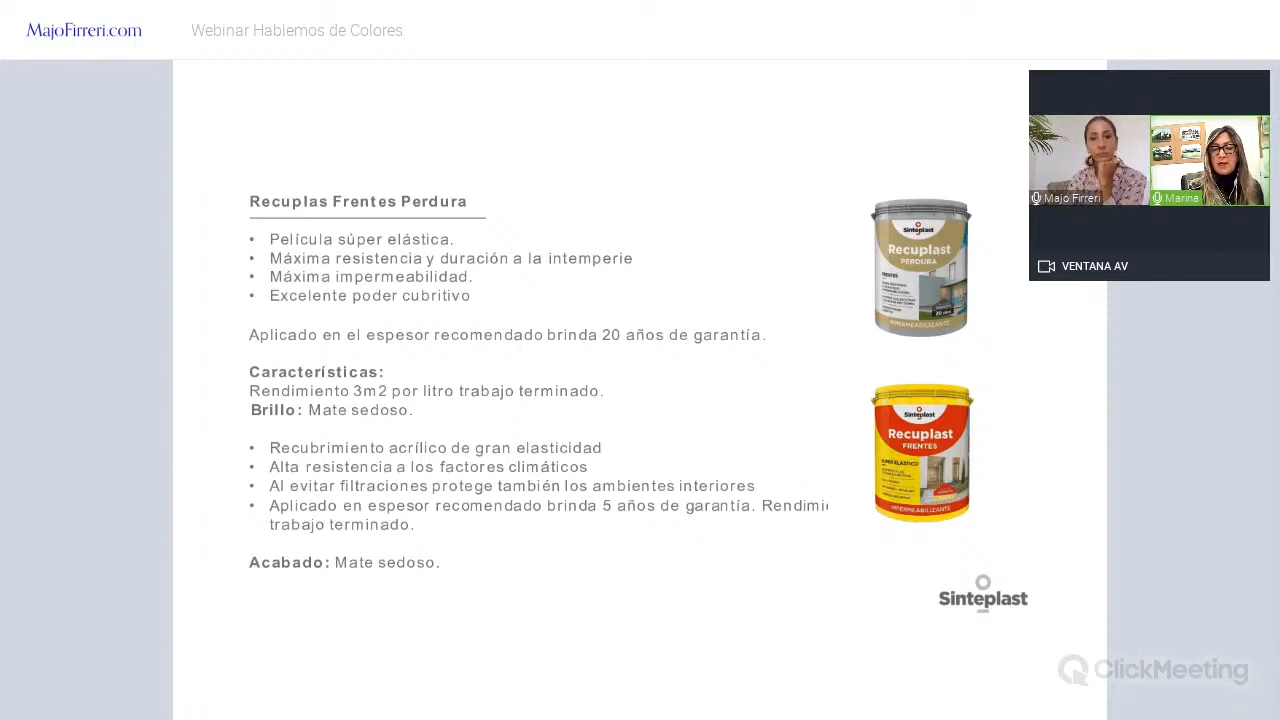 MajoFirreri.com
Webinar Hablemos de Colores
Recuplas Frentes Perdura
• Película súper elástica.
• Máxima resistencia y duración a la intemperie
• Máxima impermeabilidad.
• Excelente poder cubritivo
Aplicado en el espesor recomendado brinda 20 años de garantía.
Características:
Rendimiento 3m2 por litro trabajo terminado.
Brillo: Mate sedoso.
• Recubrimiento acrílico de gran elasticidad
• Alta resistencia a los factores climáticos
• Al evitar filtraciones protege también los ambientes interiores
• Aplicado en espesor recomendado brinda 5 años de garantía. Rendimi
trabajo terminado.
Acabado: Mate sedoso.
Sinteplast
Recuplast
PERDURA
FRENTES
IMPERMEABILIZANTE
Sinteplast
Recuplast
FRENTES
SÚPER ELÁSTICO
IMPERMEABILIZANTE
Sinteplast
Majo Firreri
Marina
VENTANA AV
ClickMeeting